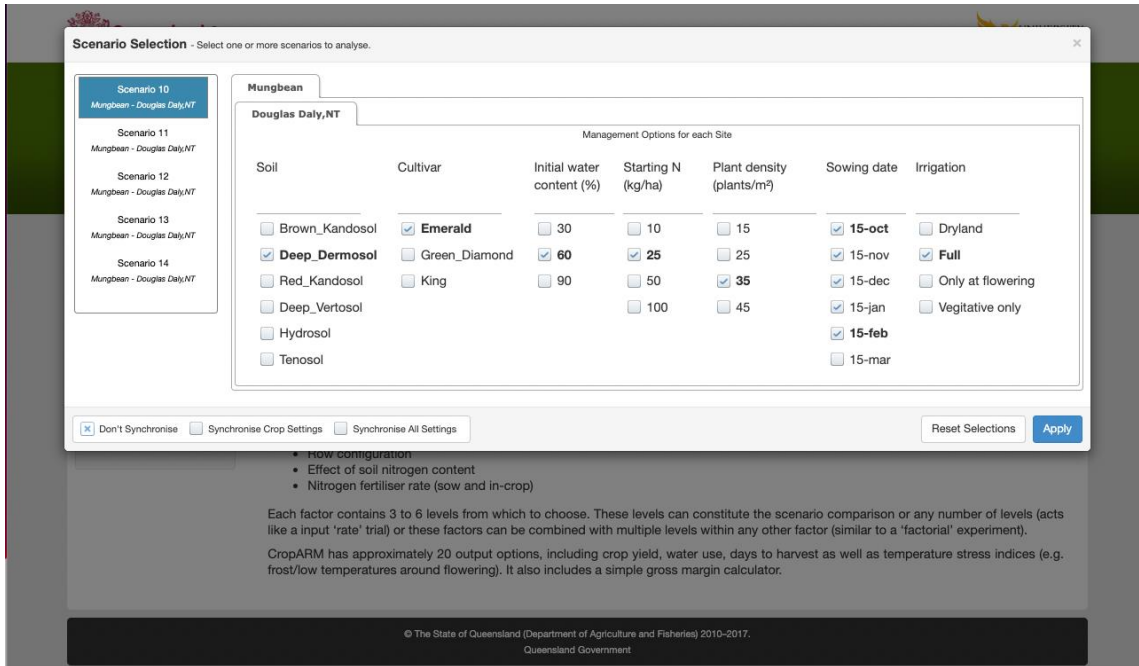 Scenario Selection - Select one or more scenarios to analyse.
×
Scenario 10
Mungbean - Douglas Daly,NT
Scenario 11
Mungbean - Douglas Daly,NT
Scenario 12
Mungbean - Douglas Daly,NT
Scenario 13
Mungbean - Douglas Daly,NT
Scenario 14
Mungbean - Douglas Daly,NT
Mungbean
Douglas Daly,NT
Management Options for each Site
Soil
Brown_Kandosol
Deep_Dermosol
Red_Kandosol
Deep_Vertosol
Hydrosol
Tenosol
Cultivar
Emerald
Green_Diamond
King
Initial water
content (%)
30
60
90
Starting N
(kg/ha)
10
25
50
100
Plant density
(plants/m²)
15
25
35
45
Sowing date
15-oct
15-nov
15-dec
15-jan
15-feb
15-mar
Irrigation
Dryland
Full
Only at flowering
Vegitative only
Don't Synchronise Synchronise Crop Settings Synchronise All Settings
Reset Selections Apply
• Row configuration
• Effect of soil nitrogen content
• Nitrogen fertiliser rate (sow and in-crop)
Each factor contains 3 to 6 levels from which to choose. These levels can constitute the scenario comparison or any number of levels (acts
like a input 'rate' trial) or these factors can be combined with multiple levels within any other factor (similar to a 'factorial' experiment).
CropARM has approximately 20 output options, including crop yield, water use, days to harvest as well as temperature stress indices (e.g.
frost/low temperatures around flowering). It also includes a simple gross margin calculator.
© The State of Queensland (Department of Agriculture and Fisheries) 2010–2017.
Queensland Government